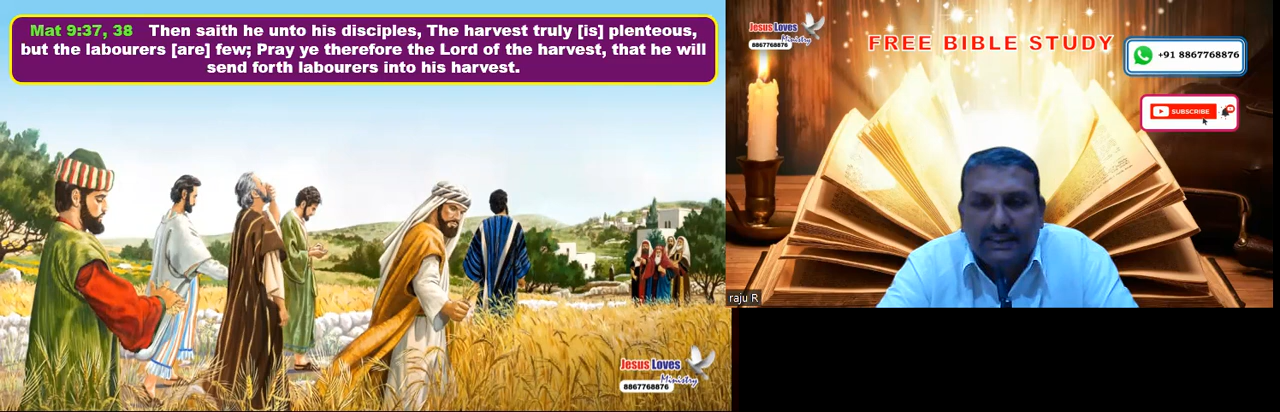 Mat 9:37, 38 Then saith he unto his disciples, The harvest truly [is] plenteous,
but the labourers [are] few; Pray ye therefore the Lord of the harvest, that he will
send forth labourers into his harvest.
Jesus Loves
Ministry
8867768876
Jesus Loves
Ministry
8867768876
FREE BIBLE STUDY
+91 8867768876
SUBSCRIBE
raju R